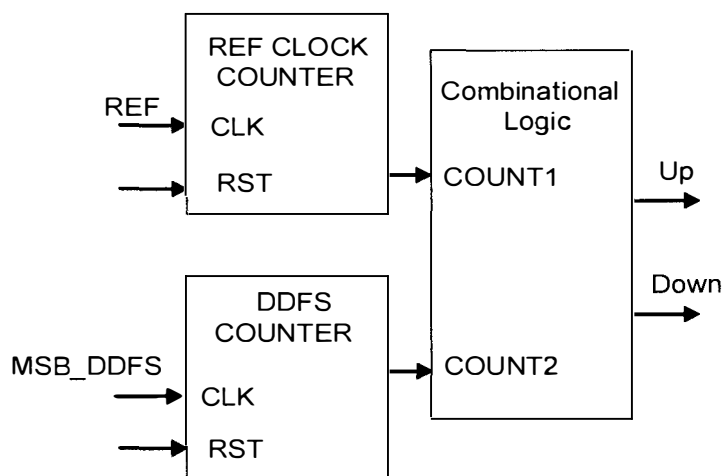 REF CLOCK
COUNTER
REF
CLK
RST
Combinational
Logic
COUNT1
COUNT2
Up
Down
DDFS
COUNTER
MSB_DDFS
CLK
RST